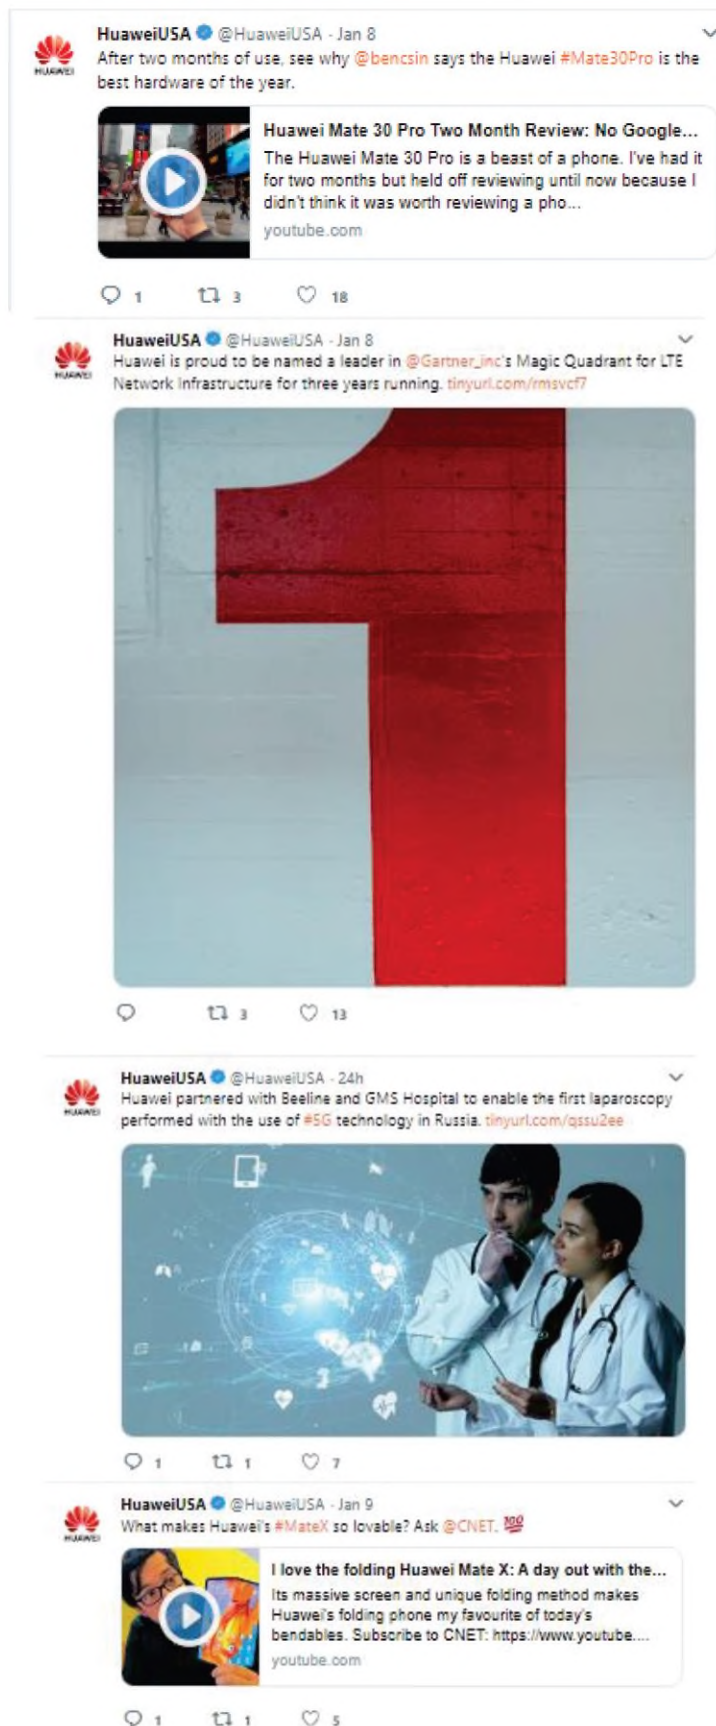 HuaweiUSA @HuaweiUSA · Jan 8
After two months of use, see why @bencsin says the Huawei #Mate30Pro is the
best hardware of the year.
HUAWEI
Huawei Mate 30 Pro Two Month Review: No Google...
The Huawei Mate 30 Pro is a beast of a phone. I've had it
for two months but held off reviewing until now because I
didn't think it was worth reviewing a pho...
youtube.com
1 3 18
HuaweiUSA @HuaweiUSA · Jan 8
Huawei is proud to be named a leader in @Gartner_inc's Magic Quadrant for LTE
HUAWEI
Network Infrastructure for three years running. tinyurl.com/rmsvcf7
1
3 13
HuaweiUSA @HuaweiUSA · 24h
Huawei partnered with Beeline and GMS Hospital to enable the first laparoscopy
HUAWEI
performed with the use of #5G technology in Russia. tinyurl.com/qssu2ee
1 1 7
HuaweiUSA @HuaweiUSA · Jan 9
What makes Huawei's #MateX so lovable? Ask @CNET. 💯
HUAWEI
I love the folding Huawei Mate X: A day out with the...
Its massive screen and unique folding method makes
Huawei's folding phone my favourite of today's
bendables. Subscribe to CNET: https://www.youtube....
youtube.com
1 1 5